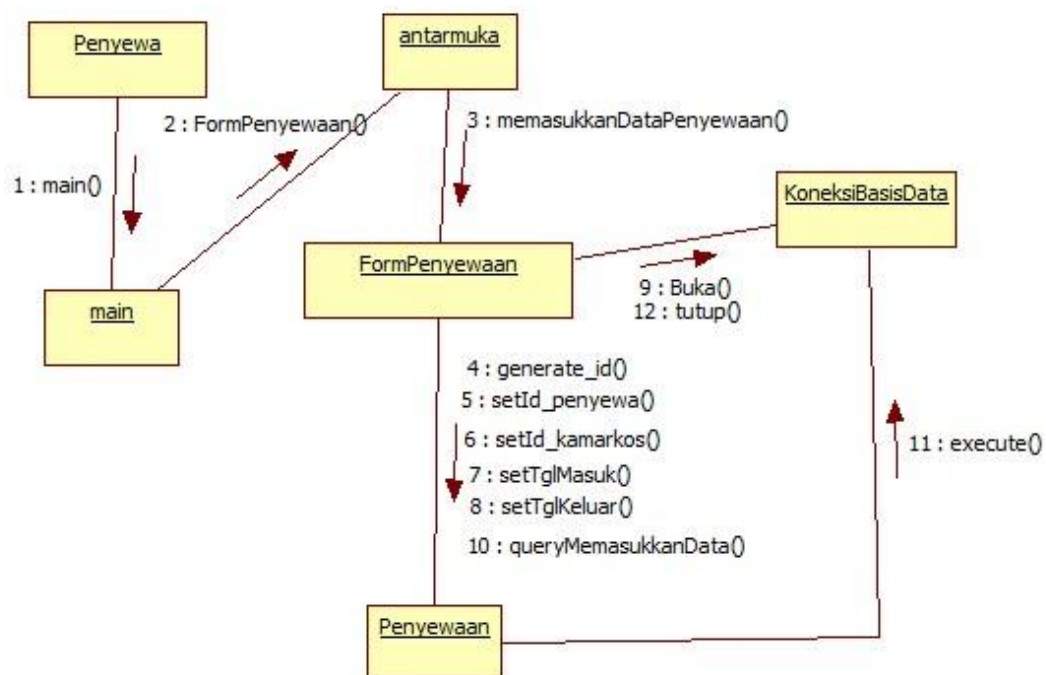 Penyewa
antarmuka
2 : FormPenyewaan()
3 : memasukkanDataPenyewaan()
1 : main()
KoneksiBasisData
FormPenyewaan
main
9 : Buka()
12 : tutup()
4 : generate_id()
5 : setId_penyewa()
6 : setId_kamarkos()
11 : execute()
7 : setTglMasuk()
8 : setTglKeluar()
10 : queryMemasukkanData()
Penyewaan